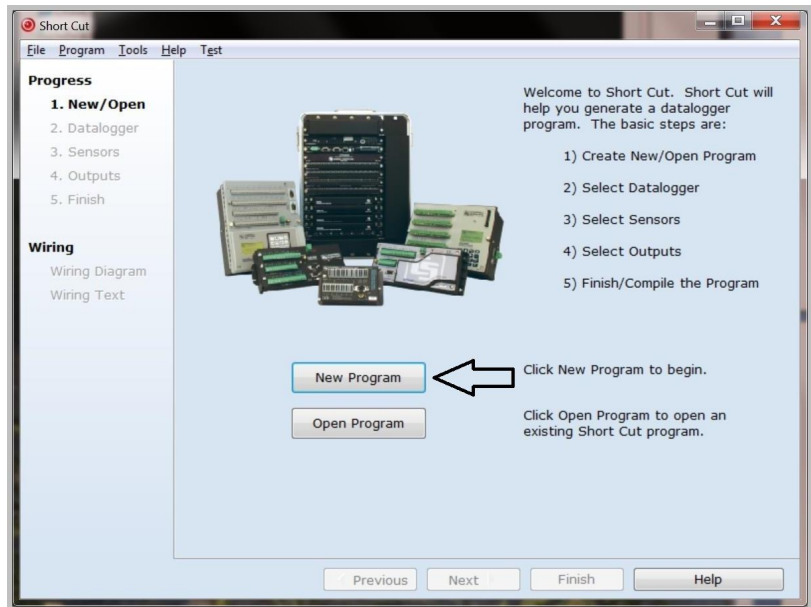 Short Cut
File Program Tools Help Test
Progress
1. New/Open
2. Datalogger
3. Sensors
4. Outputs
5. Finish
Wiring
Wiring Diagram
Wiring Text
Welcome to Short Cut. Short Cut will
help you generate a datalogger
program. The basic steps are:
1) Create New/Open Program
2) Select Datalogger
3) Select Sensors
4) Select Outputs
5) Finish/Compile the Program
New Program
Click New Program to begin.
Open Program
Click Open Program to open an
existing Short Cut program.
Previous Next Finish Help